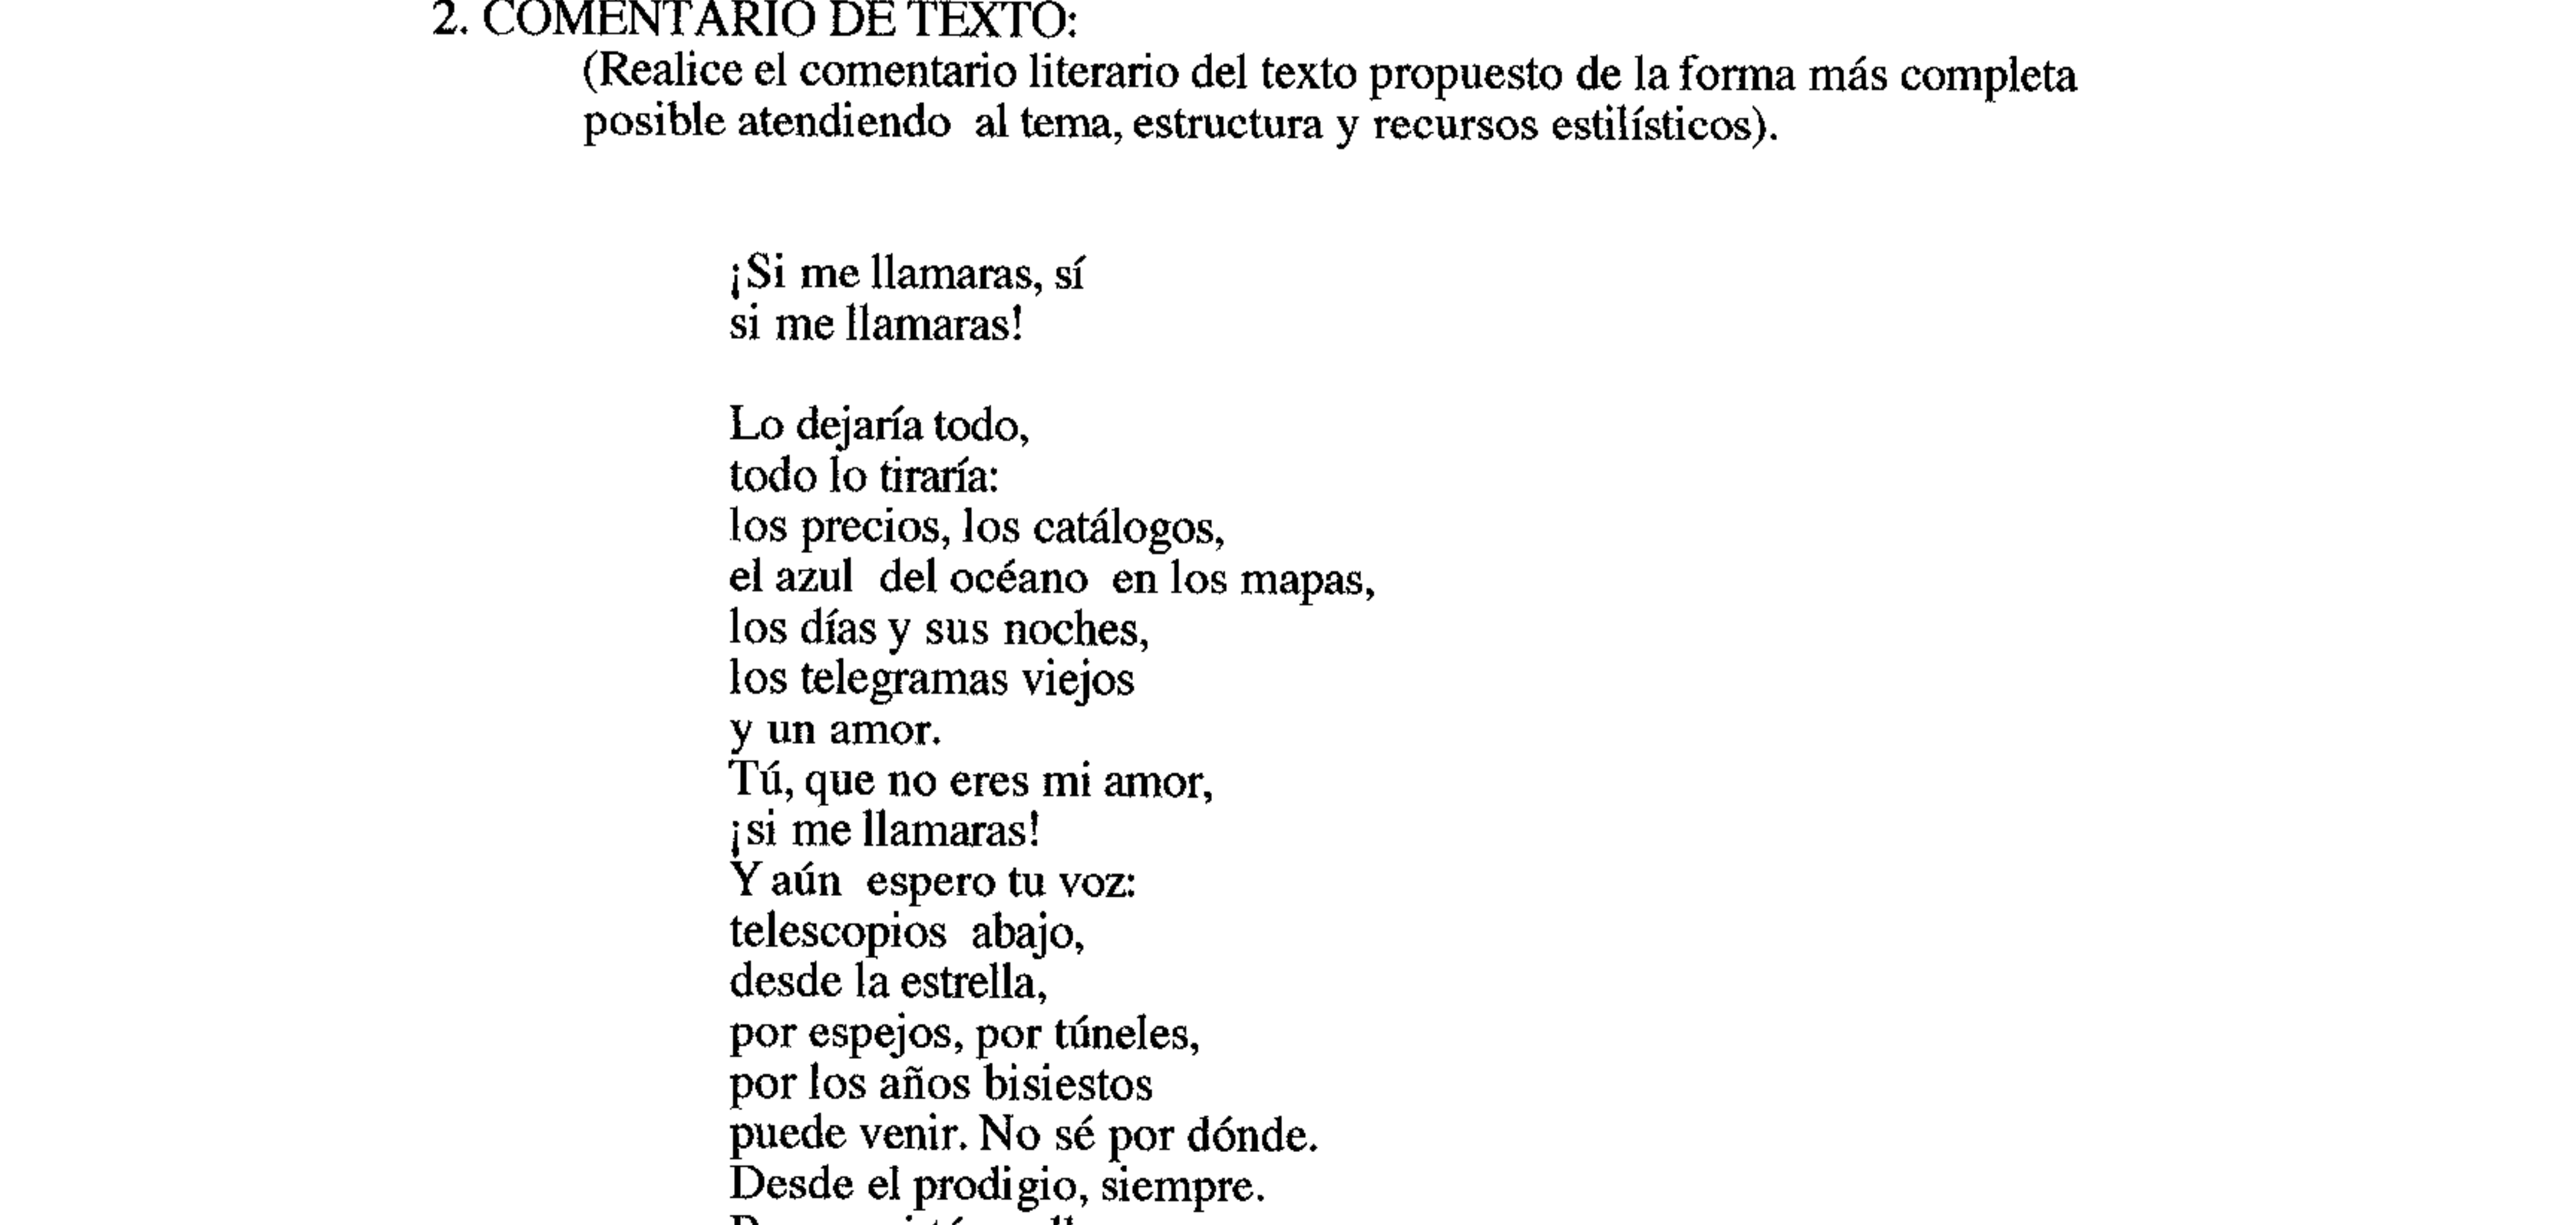 2. COMENTARIO DE TEXTO:
(Realice el comentario literario del texto propuesto de la forma más completa
posible atendiendo al tema, estructura y recursos estilísticos).
¡Si me llamaras, sí
si me llamaras!
Lo dejaría todo,
todo lo tiraría:
los precios, los catálogos,
el azul del océano en los mapas,
los días y sus noches,
los telegramas viejos
y un amor.
Tú, que no eres mi amor,
¡si me llamaras!
Y aún espero tu voz:
telescopios abajo,
desde la estrella,
por espejos, por túneles,
por los años bisiestos
puede venir. No sé por dónde.
Desde el prodigio, siempre.